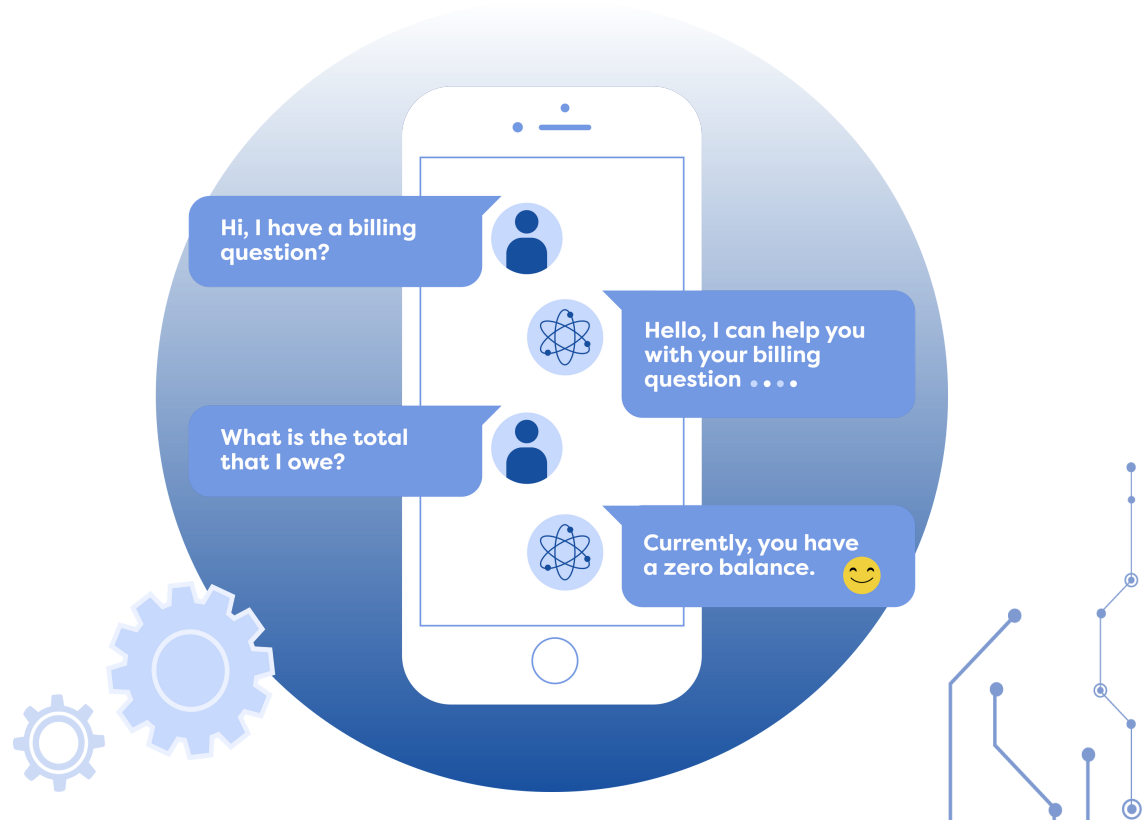 Hi, I have a billing
question?
Hello, I can help you
with your billing
question ....
What is the total
that I owe?
Currently, you have
a zero balance.